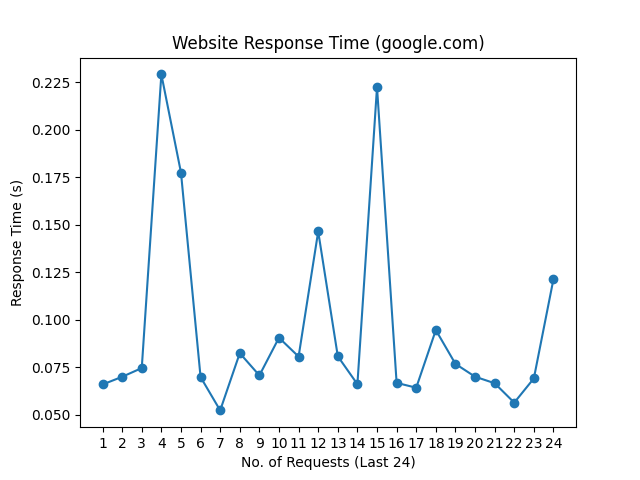 Website Response Time (google.com)
0.225
0.200
0.175
0.150
0.125
0.100
0.075
0.050
Response Time (s)
1 2 3 4 5 6 7 8 9 10 11 12 13 14 15 16 17 18 19 20 21 22 23 24
No. of Requests (Last 24)